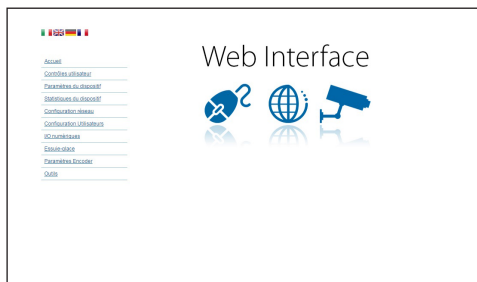 Web Interface
Accueil
Contrôles utilisateur
Paramètres du dispositif
Statistiques du dispositif
Configuration réseau
Configuration Utilisateurs
I/O numériques
Essuie-glace
Paramètres Encoder
Outils